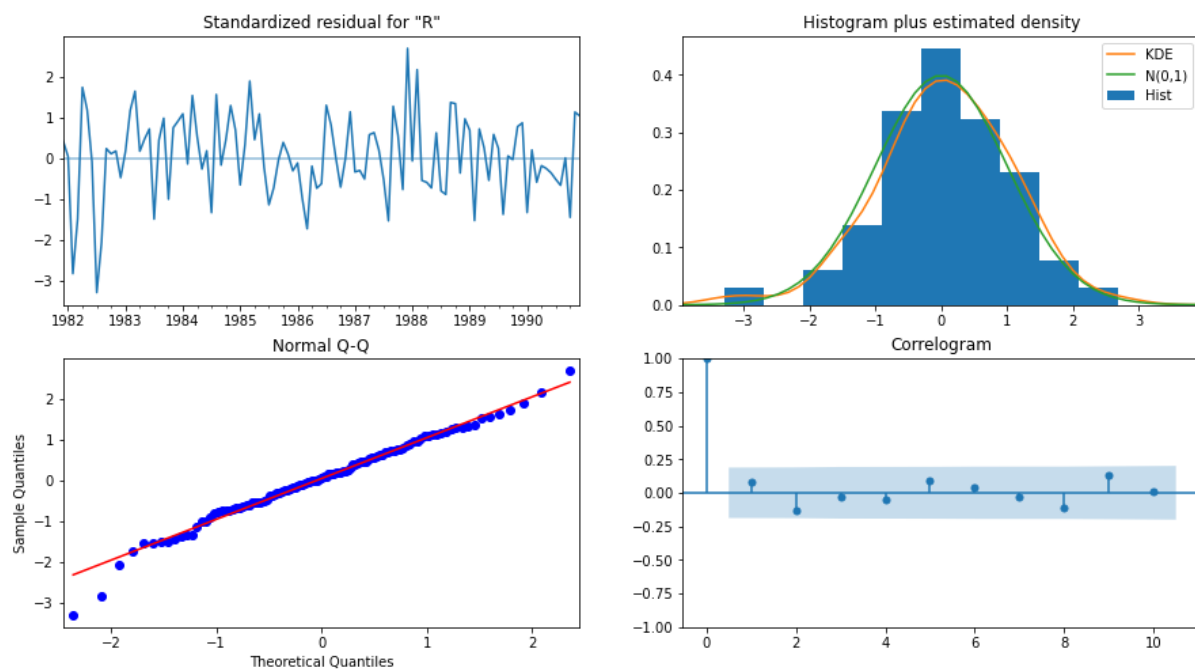 Standardized residual for "R"
2
1
0
−1
−2
−3
1982 1983 1984 1985 1986 1987 1988 1989 1990
Histogram plus estimated density
KDE
N(0,1)
Hist
0.4
0.3
0.2
0.1
0.0
−3 −2 −1 0 1 2 3
Normal Q-Q
Sample Quantiles
2
1
0
−1
−2
−3
−2 −1 0 1 2
Theoretical Quantiles
Correlogram
1.00
0.75
0.50
0.25
0.00
−0.25
−0.50
−0.75
−1.00
0 2 4 6 8 10